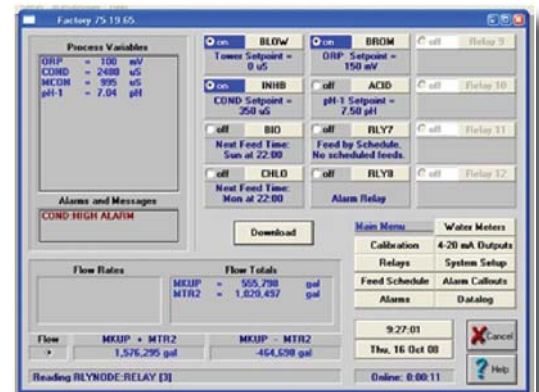 Factory 75.19.65.
Process Variables
ORP = 100 mV
COND = 2480 uS
MCON = 995 uS
pH-1 = 7.04 pH
Alarms and Messages
COND:HIGH ALARM
on BLOW
Tower Setpoint =
0 uS
on INHB
COND Setpoint =
350 uS
off BIO
Next Feed Time:
Sun at 22:00
off CHLO
Next Feed Time:
Mon at 22:00
on BROM
ORP Setpoint =
150 mV
off ACID
pH-1 Setpoint =
7.50 pH
off RLY7
Feed by Schedule.
No scheduled feeds.
off RLY8
Alarm Relay
off Relay 9
off Relay 10
off Relay 11
off Relay 12
Download
Main Menu
Water Meters
Calibration
4-20 mA Outputs
Relays
System Setup
Feed Schedule
Alarm Callouts
Alarms
Datalog
Flow Rates
Flow Totals
MKUP = 555,798 gal
MTR2 = 1,020,497 gal
Flow
MKUP + MTR2
MKUP - MTR2
>
1,576,295 gal
-464,698 gal
9:27:01
Thu, 16 Oct 08
Cancel
Help
Reading RLYNODE:RELAY [3]
Online: 0:00:11